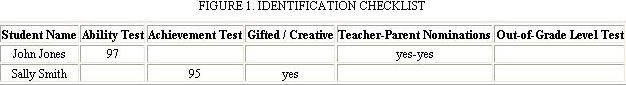 FIGURE 1. IDENTIFICATION CHECKLIST
Student Name Ability Test Achievement Test Gifted / Creative Teacher-Parent Nominations Out-of-Grade Level Test
John Jones 97 yes-yes
Sally Smith 95 yes